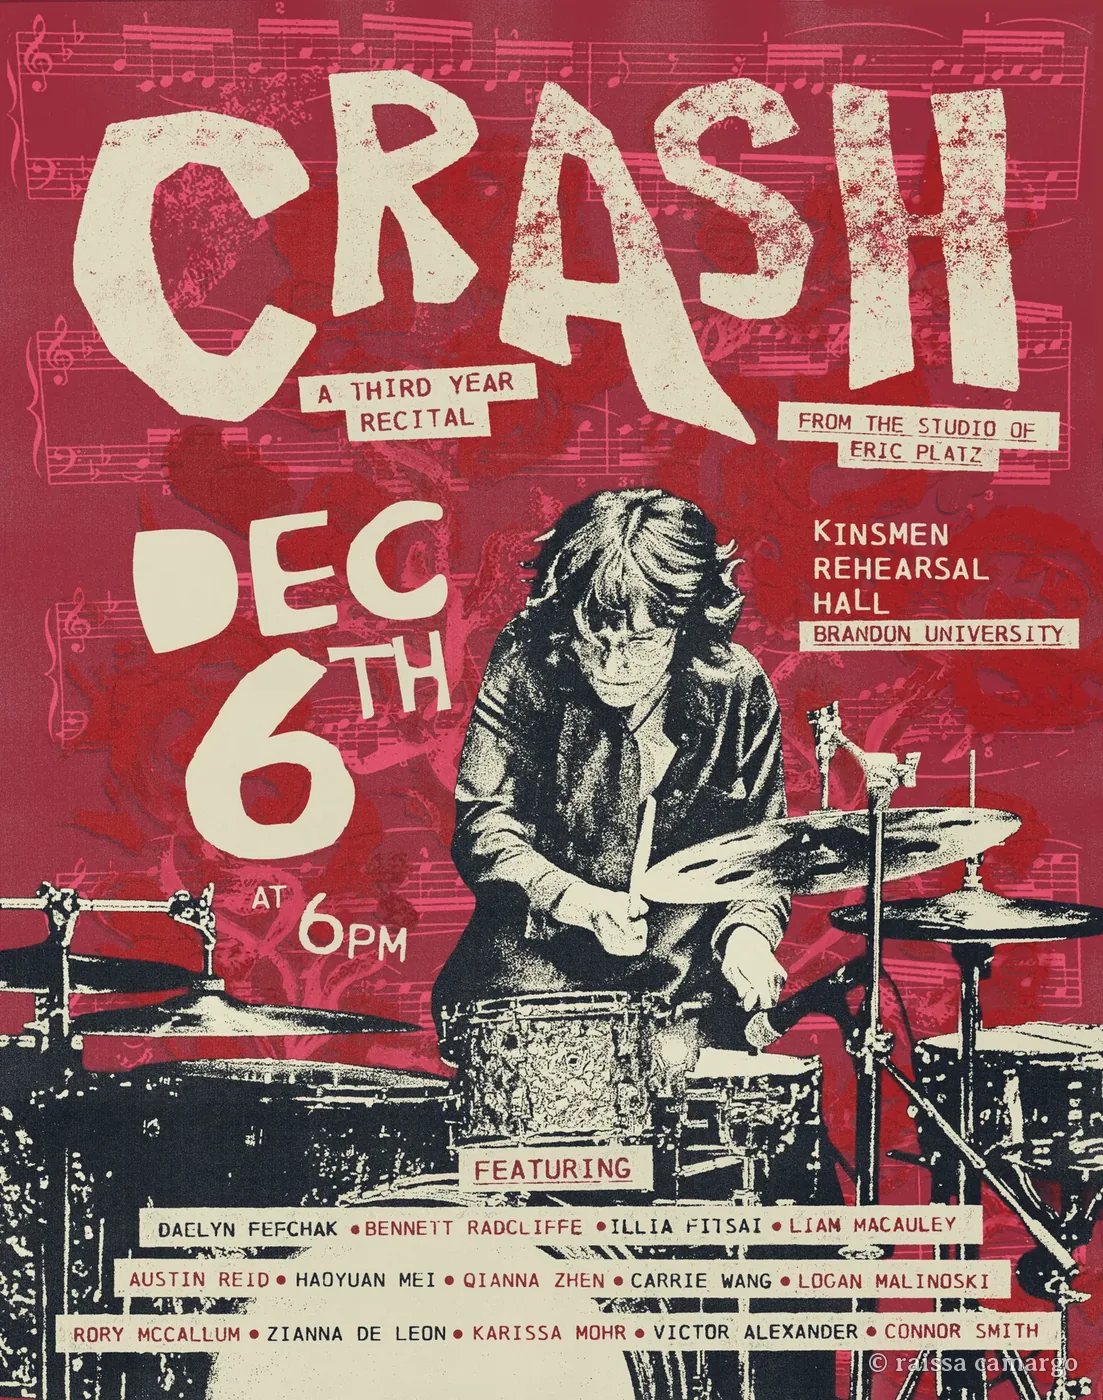 CRASH
A THIRD YEAR
RECITAL
FROM THE STUDIO OF
ERIC PLATZ
DEC
6TH
AT 6PM
KINSMEN
REHEARSAL
HALL
BRANDON UNIVERSITY
FEATURING
DAELYN FEFCHAK • BENNETT RADCLIFFE • ILLIA FITSAI • LIAM MACAULEY
AUSTIN REID • HAOYUAN MEI • QIANNA ZHEN • CARRIE WANG • LOGAN MALINOSKI
RORY MCCALLUM • ZIANNA DE LEON • KARISSA MOHR • VICTOR ALEXANDER • CONNOR SMITH
© raissa camargo